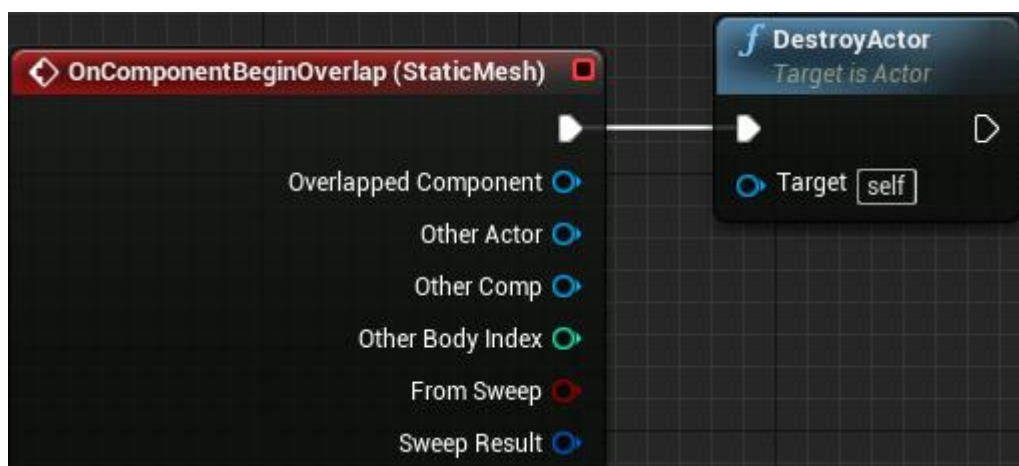 OnComponentBeginOverlap (StaticMesh)
Overlapped Component
Other Actor
Other Comp
Other Body Index
From Sweep
Sweep Result
f DestroyActor
Target is Actor
Target self